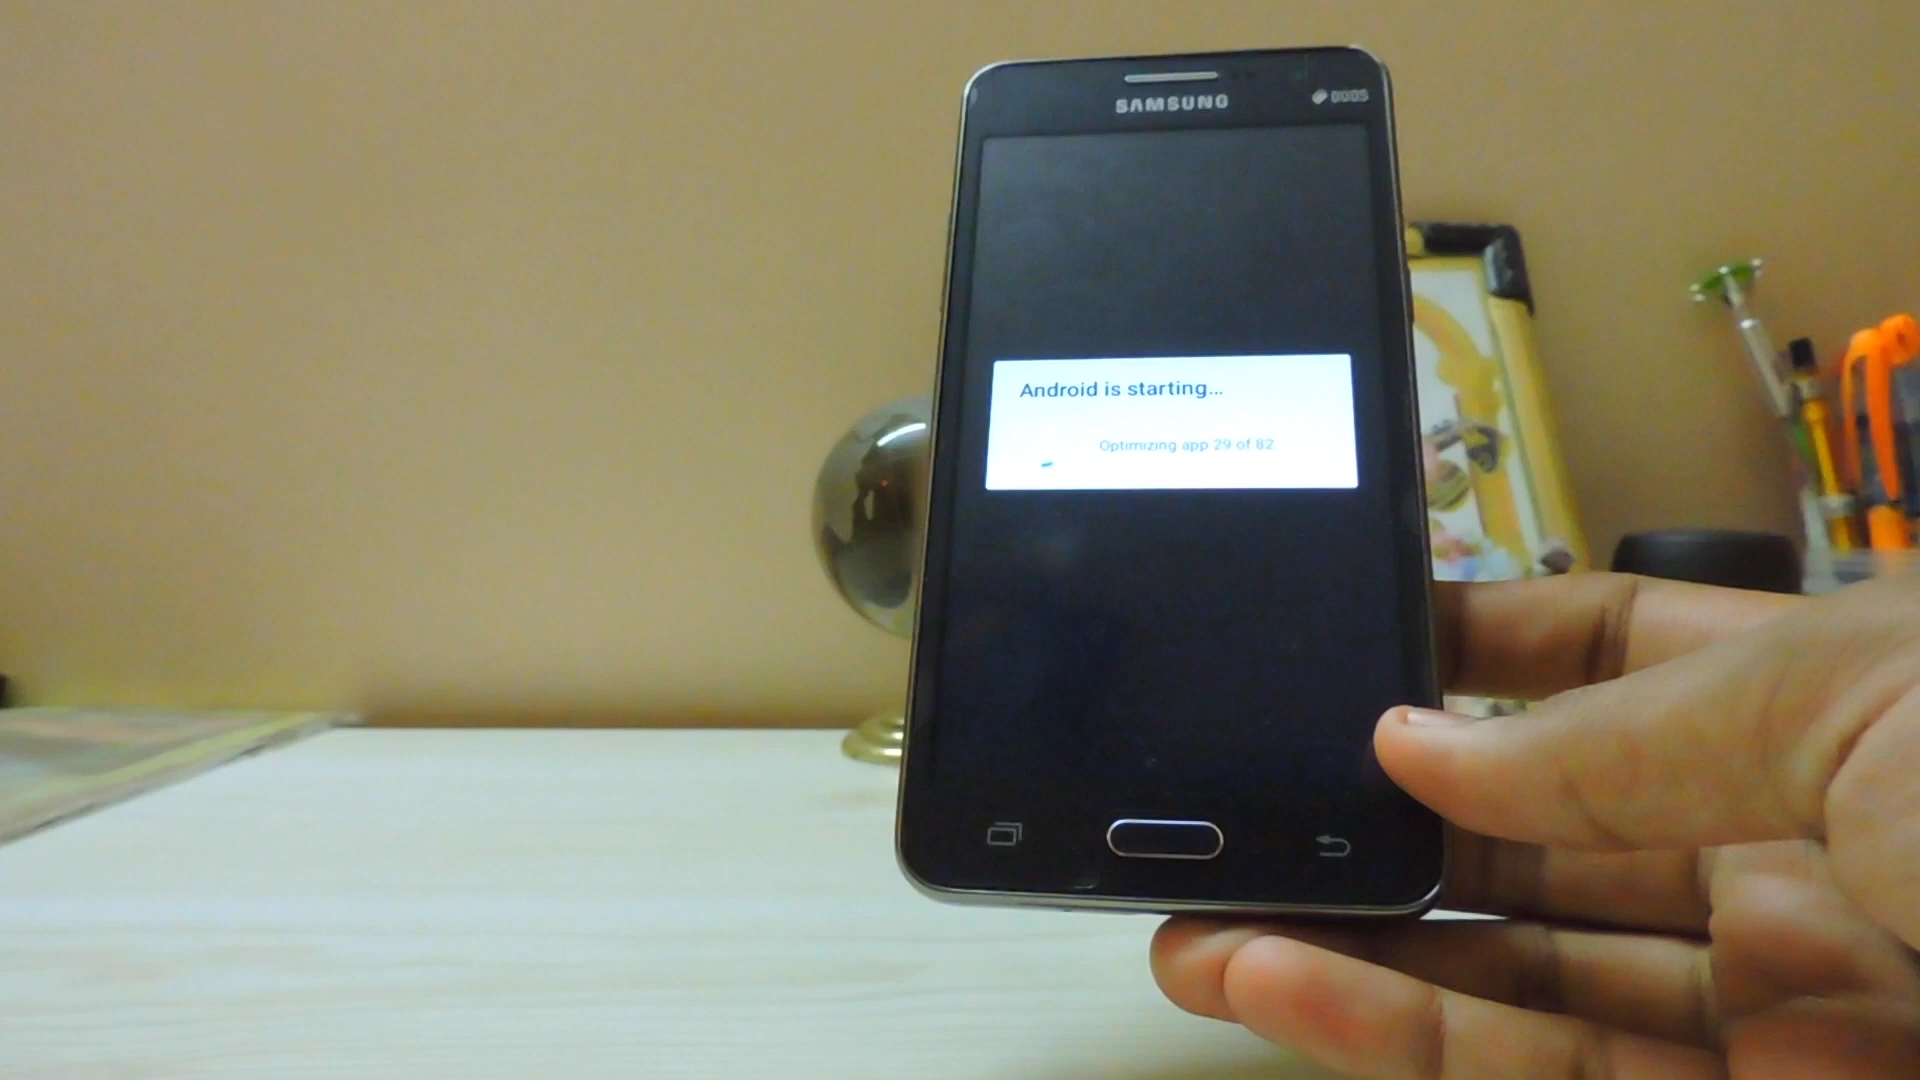 SAMSUNG
DUOS
Android is starting...
Optimizing app 29 of 82